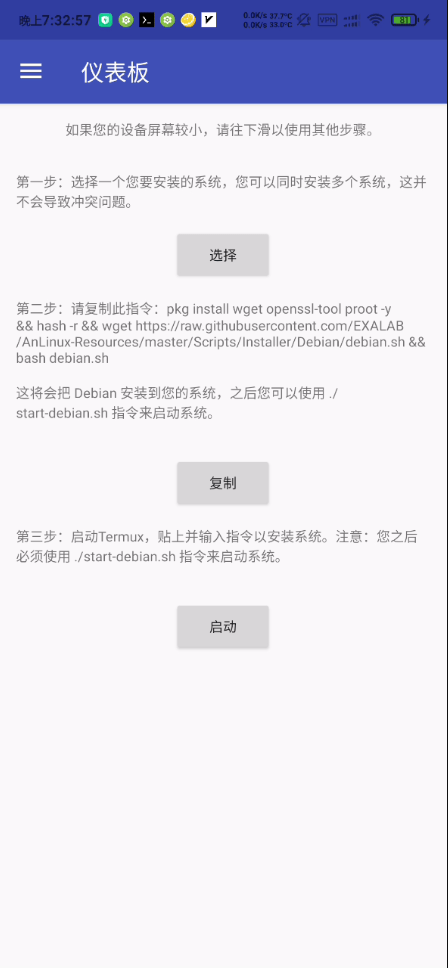 晚上7:32:57
0.0K/s 37.7°C
0.0K/s 33.0°C
VPN
81
仪表板
如果您的设备屏幕较小，请往下滑以使用其他步骤。
第一步：选择一个您要安装的系统，您可以同时安装多个系统，这并
不会导致冲突问题。
选择
第二步：请复制此指令：pkg install wget openssl-tool proot -y
&& hash -r && wget https://raw.githubusercontent.com/EXALAB
/AnLinux-Resources/master/Scripts/Installer/Debian/debian.sh &&
bash debian.sh
这将会把 Debian 安装到您的系统，之后您可以使用 ./
start-debian.sh 指令来启动系统。
复制
第三步：启动Termux，贴上并输入指令以安装系统。注意：您之后
必须使用 ./start-debian.sh 指令来启动系统。
启动